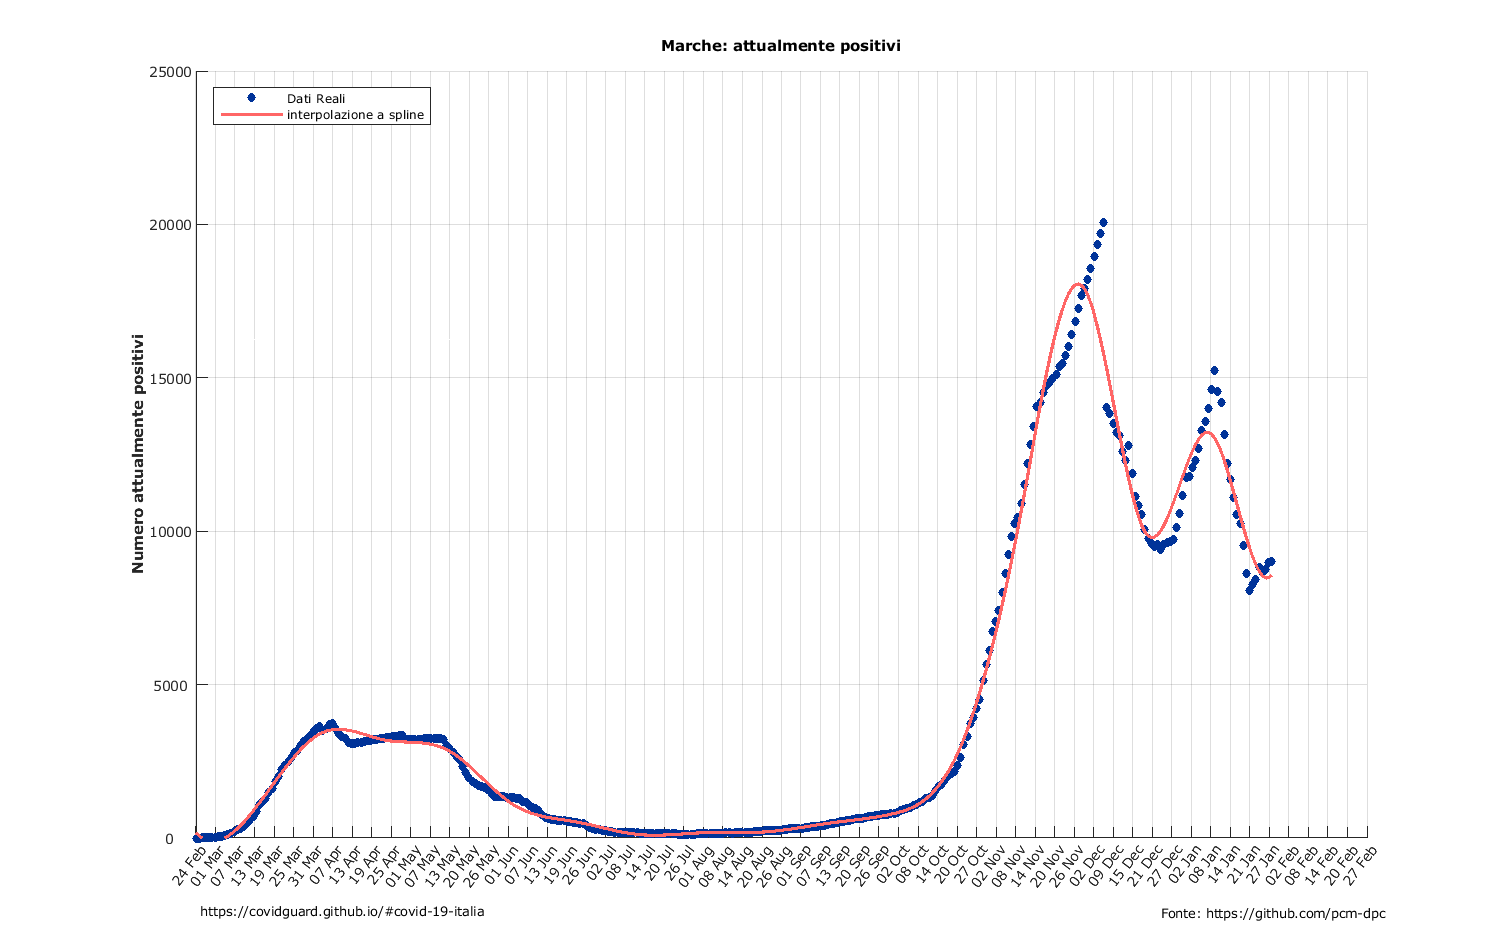 Marche: attualmente positivi
Dati Reali
interpolazione a spline
Numero attualmente positivi
25000
20000
15000
10000
5000
0
24 Feb
01 Mar
07 Mar
13 Mar
19 Mar
25 Mar
31 Mar
07 Apr
13 Apr
19 Apr
25 Apr
01 May
07 May
13 May
20 May
26 May
01 Jun
07 Jun
13 Jun
19 Jun
26 Jun
02 Jul
08 Jul
14 Jul
20 Jul
26 Jul
01 Aug
08 Aug
14 Aug
20 Aug
26 Aug
01 Sep
07 Sep
13 Sep
20 Sep
26 Sep
02 Oct
08 Oct
14 Oct
20 Oct
27 Oct
02 Nov
08 Nov
14 Nov
20 Nov
26 Dec
02 Dec
09 Dec
15 Dec
21 Dec
27 Dec
02 Jan
08 Jan
14 Jan
21 Jan
27 Jan
02 Feb
08 Feb
14 Feb
20 Feb
27 Feb
https://covidguard.github.io/#covid-19-italia
Fonte: https://github.com/pcm-dpc